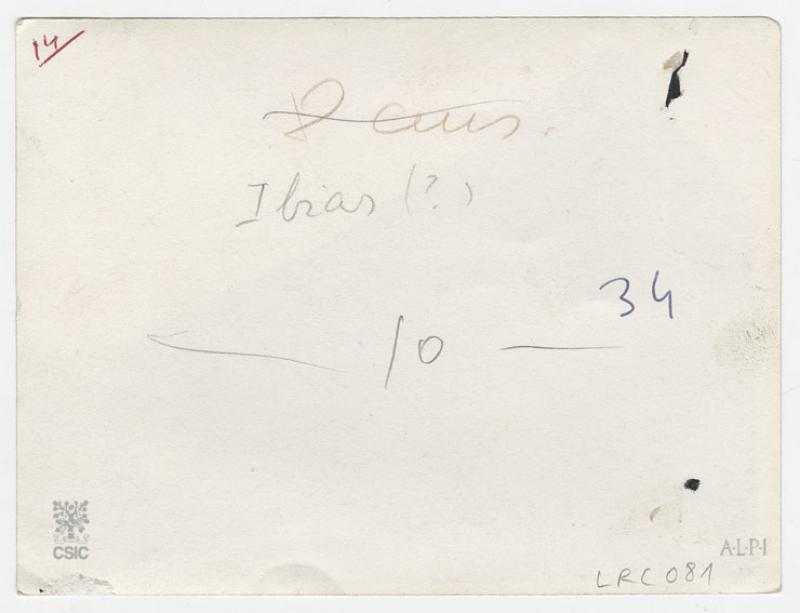 14
Ibias (?)
34
10
CSIC
A·L·P·I
LRC081